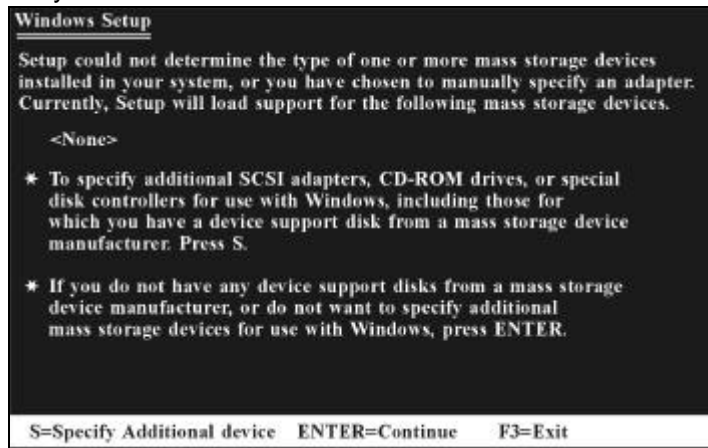 Windows Setup
Setup could not determine the type of one or more mass storage devices
installed in your system, or you have chosen to manually specify an adapter.
Currently, Setup will load support for the following mass storage devices.
<None>
* To specify additional SCSI adapters, CD-ROM drives, or special
disk controllers for use with Windows, including those for
which you have a device support disk from a mass storage device
manufacturer. Press S.
* If you do not have any device support disks from a mass storage
device manufacturer, or do not want to specify additional
mass storage devices for use with Windows, press ENTER.
S=Specify Additional device ENTER=Continue F3=Exit